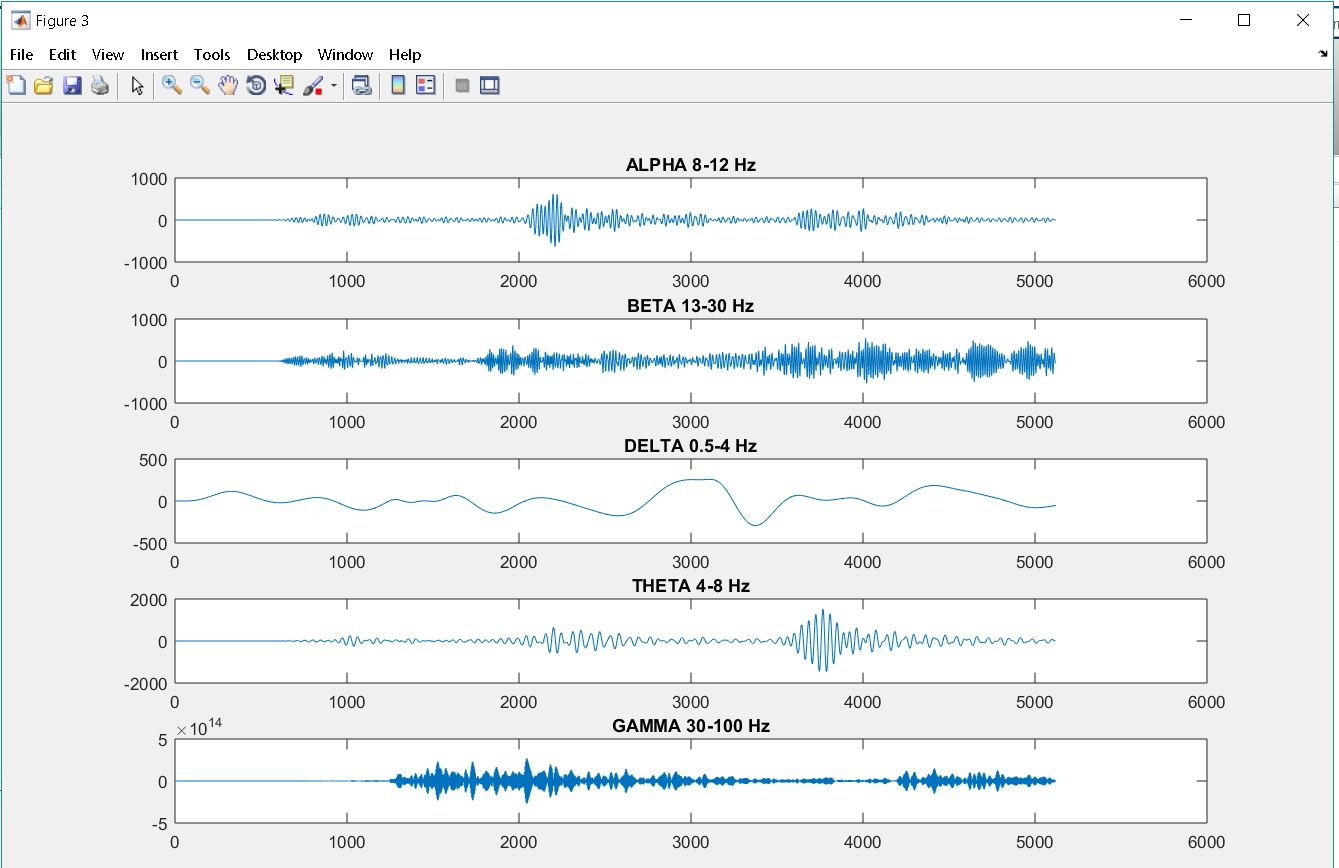 Figure 3
File Edit View Insert Tools Desktop Window Help
ALPHA 8-12 Hz
1000
0
-1000
0 1000 2000 3000 4000 5000 6000
BETA 13-30 Hz
1000
0
-1000
0 1000 2000 3000 4000 5000 6000
DELTA 0.5-4 Hz
500
0
-500
0 1000 2000 3000 4000 5000 6000
THETA 4-8 Hz
2000
0
-2000
0 1000 2000 3000 4000 5000 6000
×10^14 GAMMA 30-100 Hz
5
0
-5
0 1000 2000 3000 4000 5000 6000